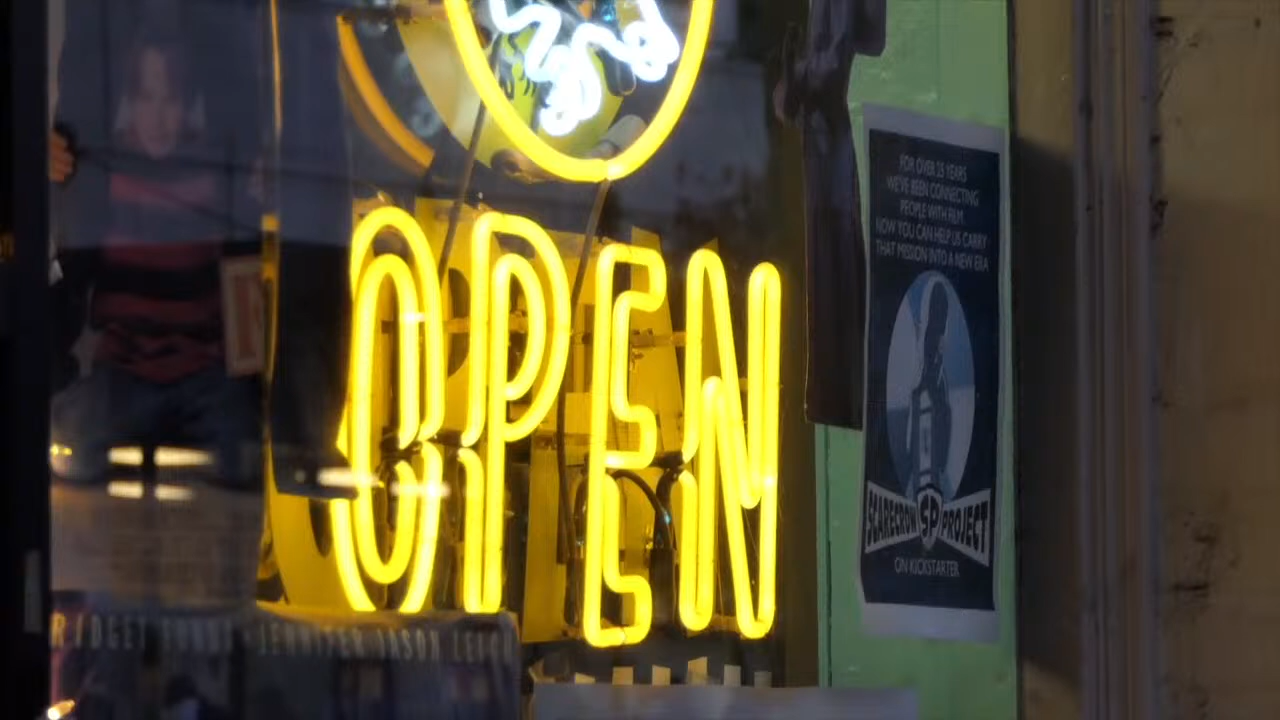 OPEN
FOR OVER 25 YEARS
WE'VE BEEN CONNECTING
PEOPLE WITH FILM.
NOW YOU CAN HELP US CARRY
THAT MISSION INTO A NEW ERA
SCARECROW SP PROJECT
ON KICKSTARTER
BRIDGET FONDA JENNIFER JASON LEIGH